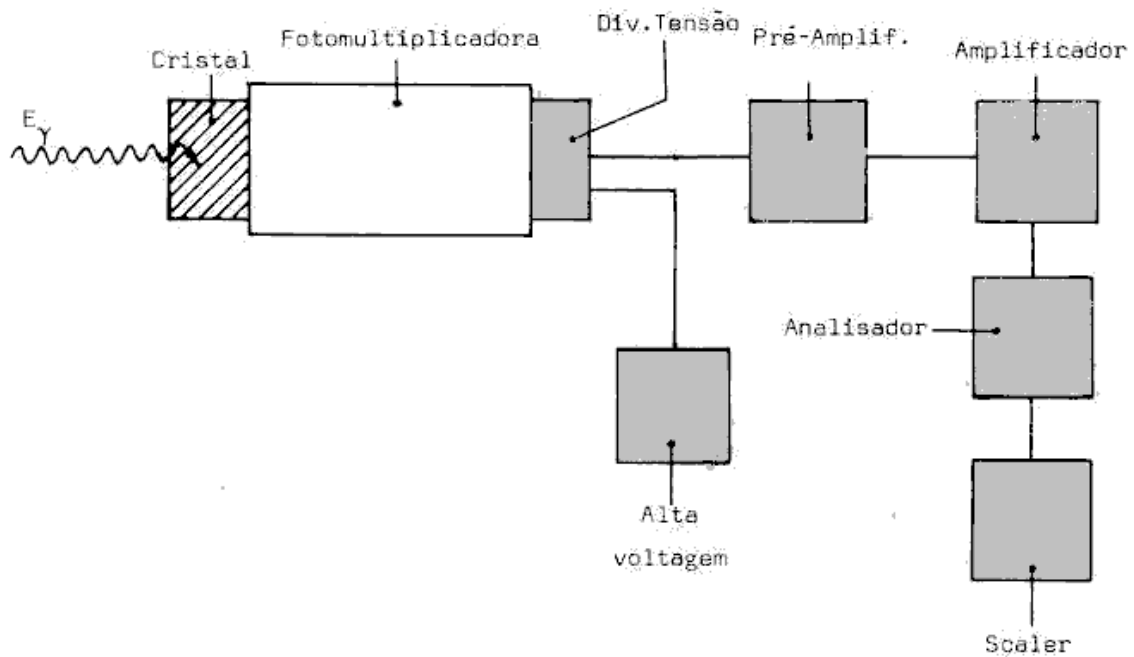 Div.Tensão
Fotomultiplicadora
Pré-Amplif.
Amplificador
Cristal
Eγ
Analisador
Alta
voltagem
Scaler